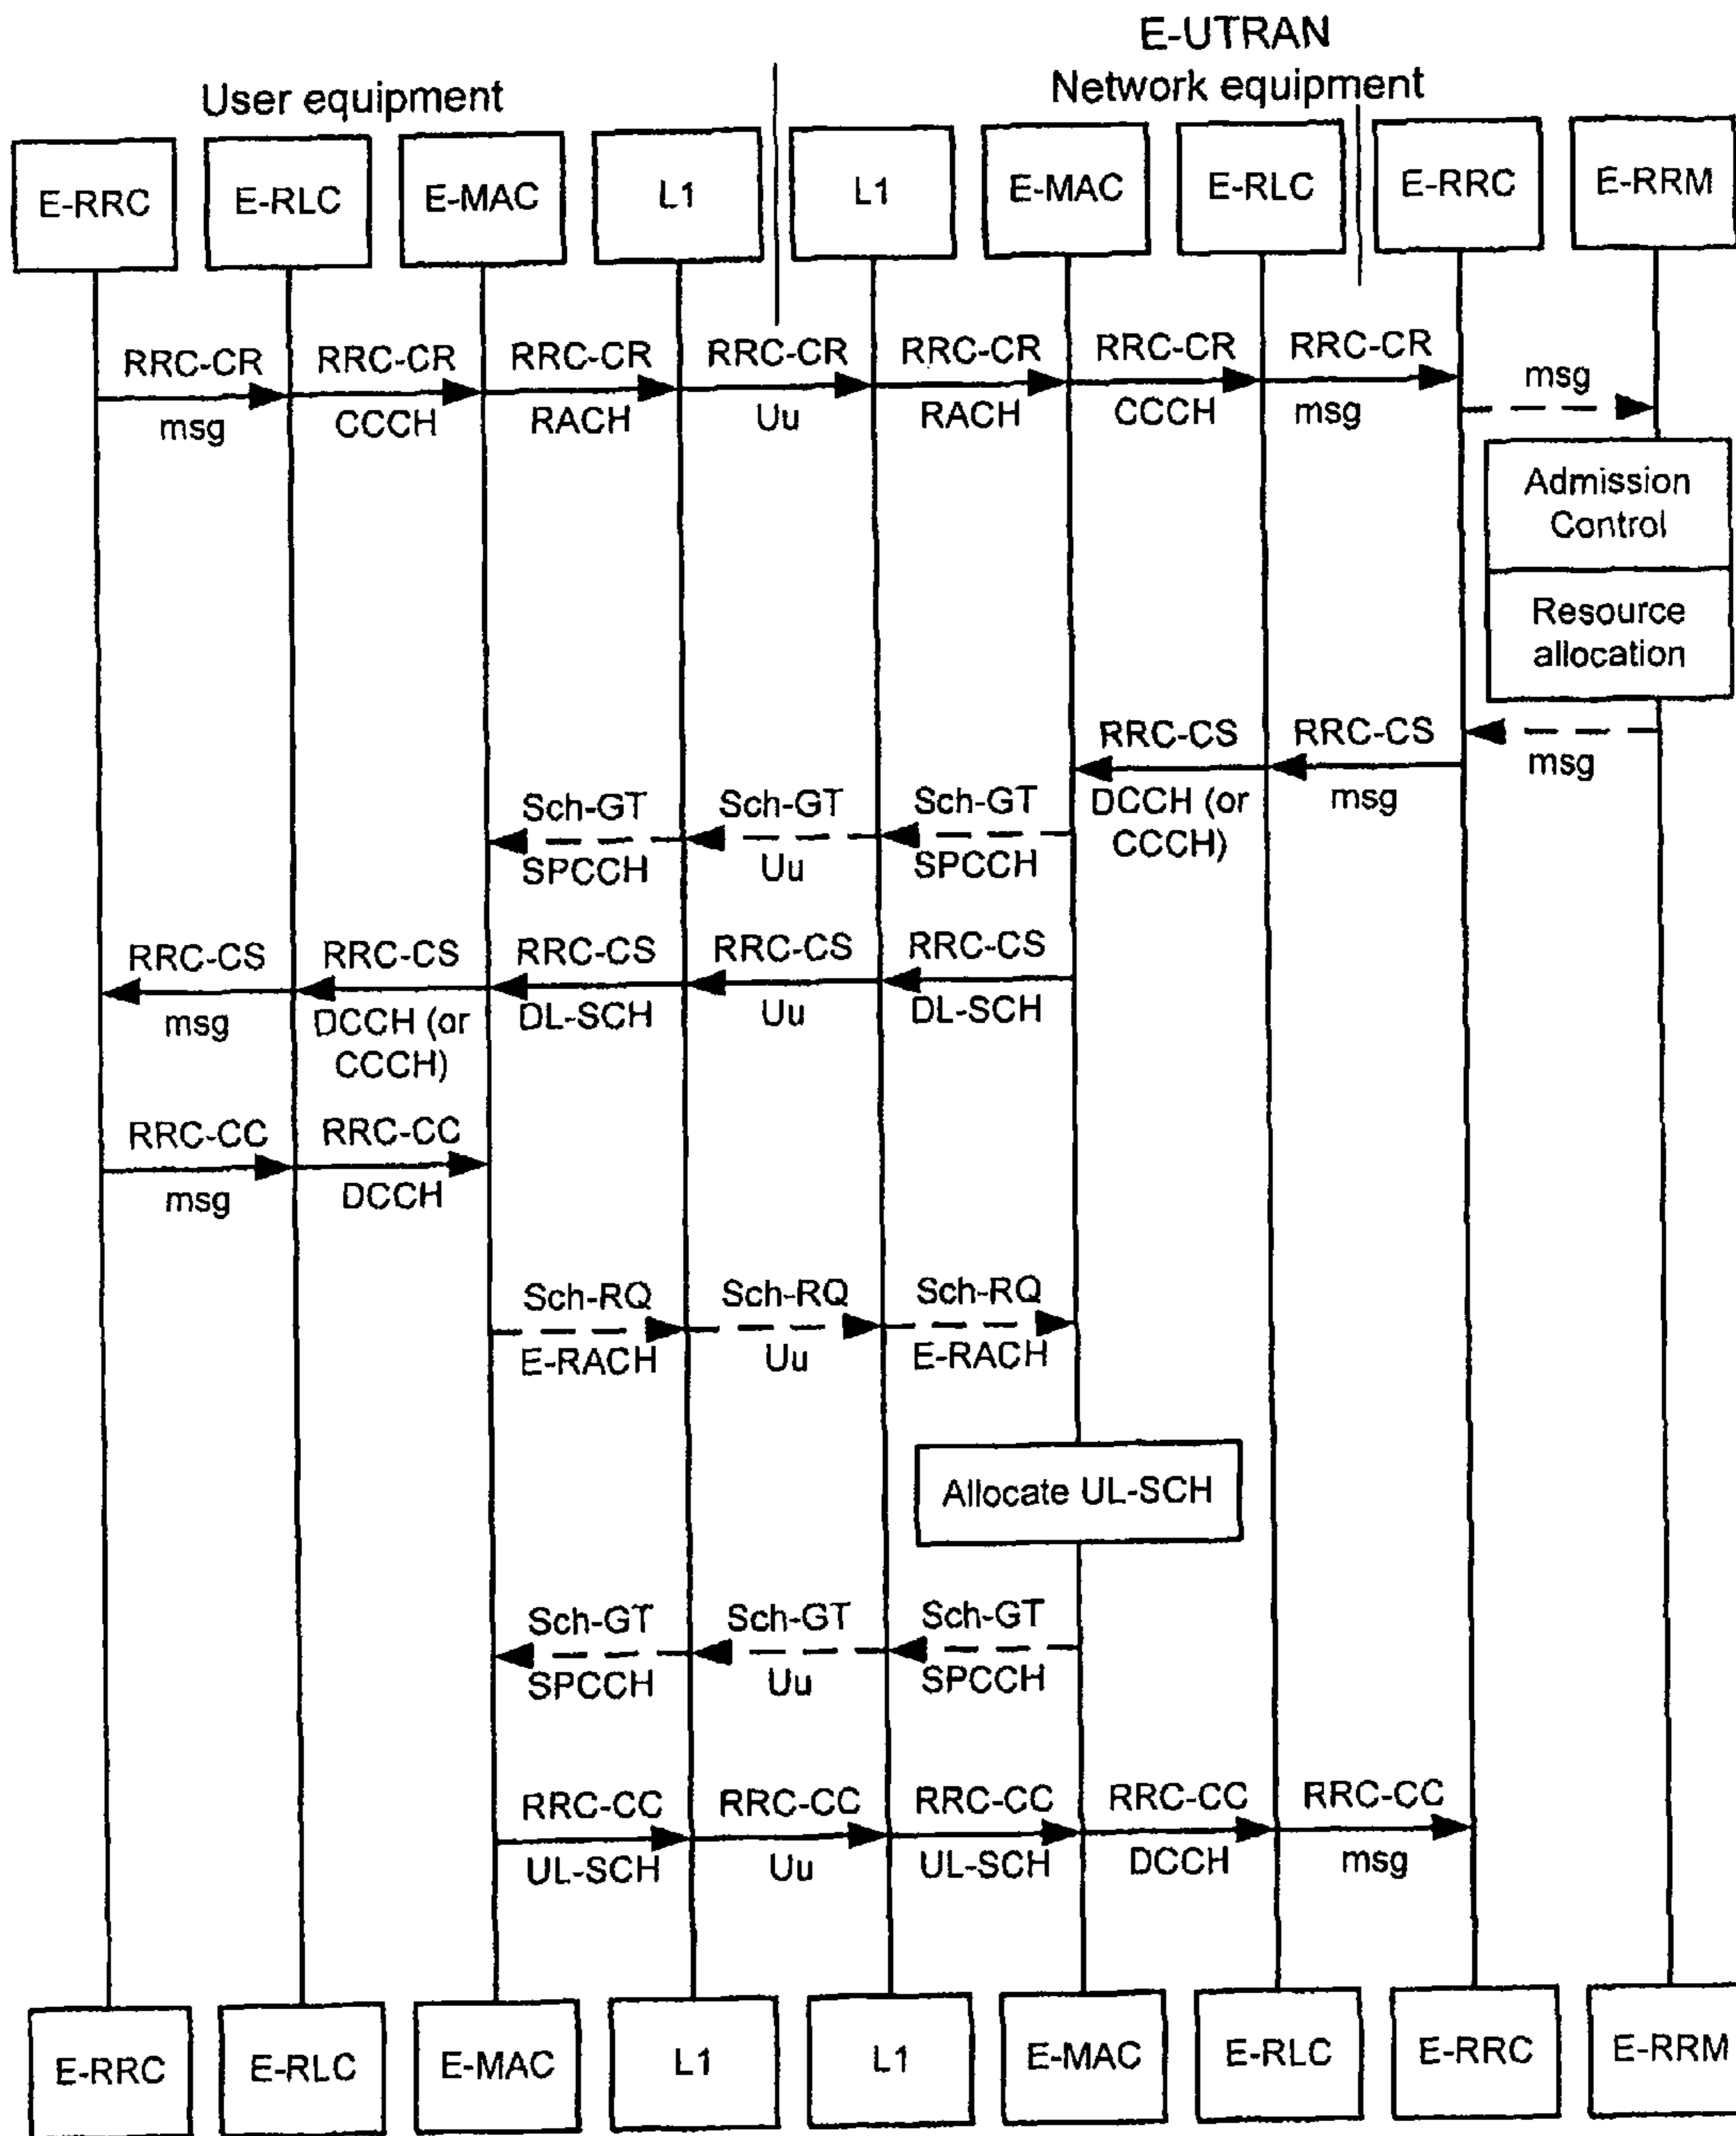 E-UTRAN
User equipment
Network equipment
E-RRC
E-RLC
E-MAC
L1
L1
E-MAC
E-RLC
E-RRC
E-RRM
RRC-CR
RRC-CR
RRC-CR
RRC-CR
RRC-CR
RRC-CR
RRC-CR
msg
msg
CCCH
RACH
Uu
RACH
CCCH
msg
Admission
Control
Resource
allocation
RRC-CS
RRC-CS
msg
DCCH (or
CCCH)
msg
Sch-GT
Sch-GT
Sch-GT
SPCCH
Uu
SPCCH
RRC-CS
RRC-CS
RRC-CS
RRC-CS
RRC-CS
msg
DCCH (or
CCCH)
DL-SCH
Uu
DL-SCH
RRC-CC
RRC-CC
msg
DCCH
Sch-RQ
Sch-RQ
Sch-RQ
E-RACH
Uu
E-RACH
Allocate UL-SCH
Sch-GT
Sch-GT
Sch-GT
SPCCH
Uu
SPCCH
RRC-CC
RRC-CC
RRC-CC
RRC-CC
RRC-CC
UL-SCH
Uu
UL-SCH
DCCH
msg
E-RRC
E-RLC
E-MAC
L1
L1
E-MAC
E-RLC
E-RRC
E-RRM